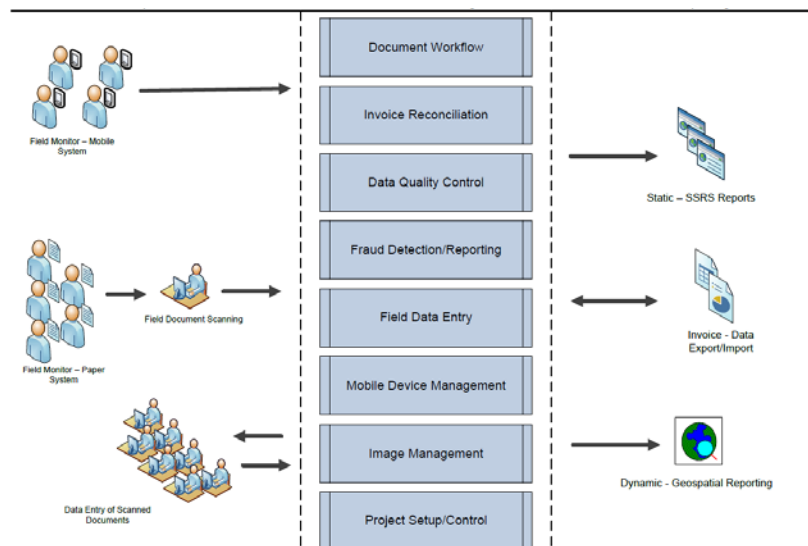 Field Monitor – Mobile
System
Field Document Scanning
Field Monitor – Paper
System
Data Entry of Scanned
Documents
Document Workflow
Invoice Reconciliation
Data Quality Control
Fraud Detection/Reporting
Field Data Entry
Mobile Device Management
Image Management
Project Setup/Control
Static – SSRS Reports
Invoice - Data
Export/Import
Dynamic - Geospatial Reporting